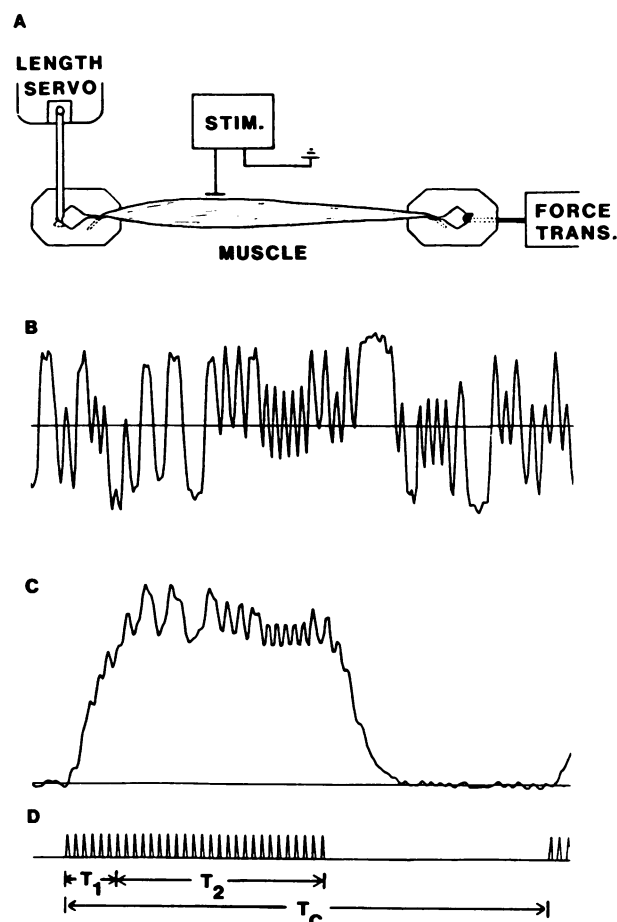 A
LENGTH
SERVO
STIM.
FORCE
TRANS.
MUSCLE
B
C
D
T1
T2
TC